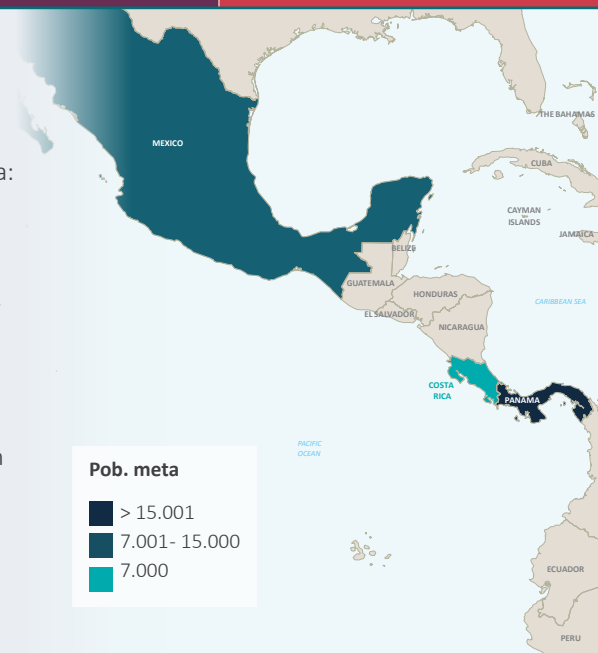 THE BAHAMAS
MEXICO
CUBA
a:
CAYMAN
ISLANDS
JAMAICA
BELIZE
GUATEMALA
HONDURAS
CARIBBEAN SEA
EL SALVADOR
NICARAGUA
COSTA
RICA
PANAMA
PACIFIC
OCEAN
Pob. meta
> 15.001
7.001- 15.000
7.000
ECUADOR
PERU